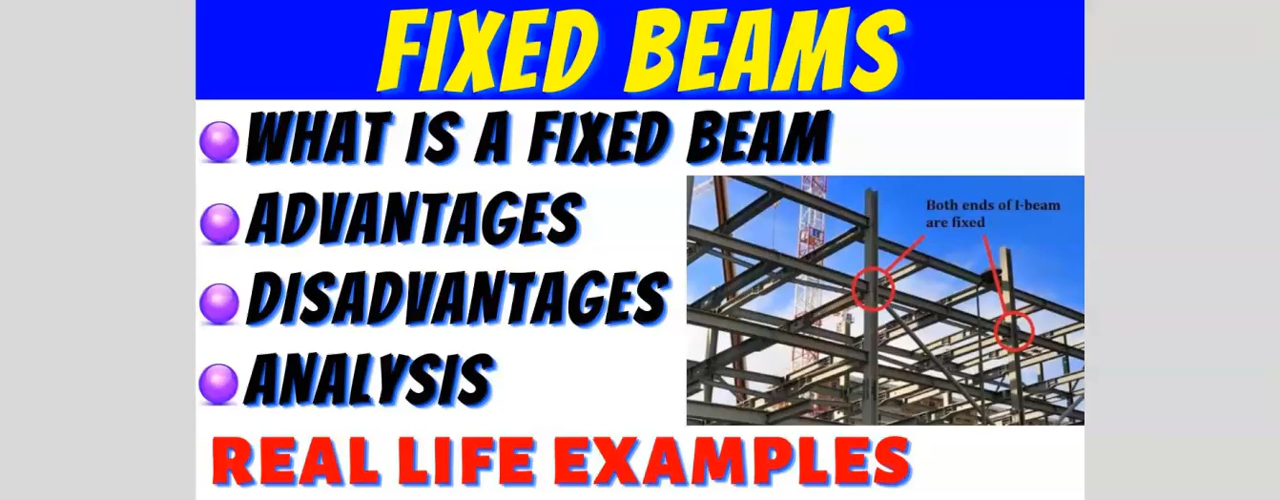 FIXED BEAMS
WHAT IS A FIXED BEAM
ADVANTAGES
Both ends of I-beam
are fixed
DISADVANTAGES
ANALYSIS
REAL LIFE EXAMPLES